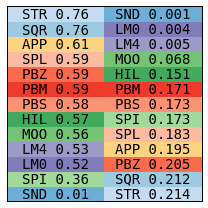 STR 0.76 SND 0.001
SQR 0.76 LM0 0.004
APP 0.61 LM4 0.005
SPL 0.59 MOO 0.068
PBZ 0.59 HIL 0.151
PBM 0.59 PBM 0.171
PBS 0.58 PBS 0.173
HIL 0.57 SPI 0.173
MOO 0.56 SPL 0.183
LM4 0.53 APP 0.195
LM0 0.52 PBZ 0.205
SPI 0.36 SQR 0.212
SND 0.01 STR 0.214